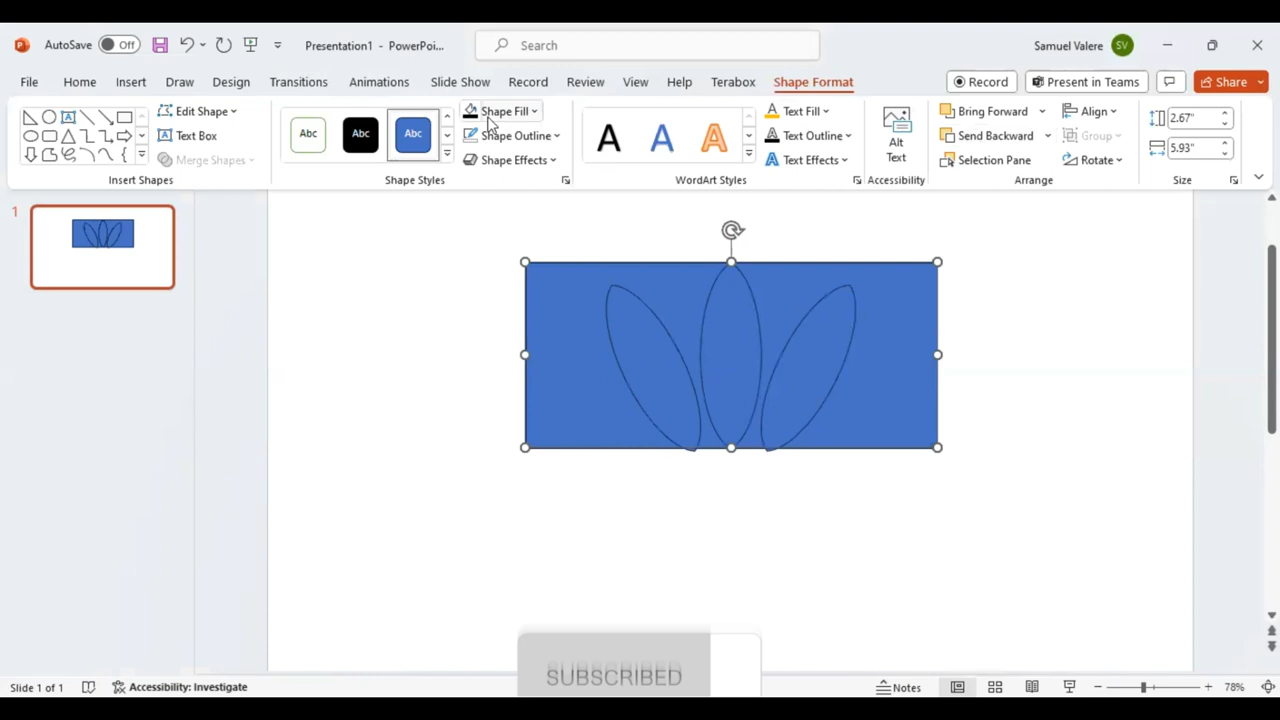 AutoSave Off Presentation1 - PowerPoi... Search Samuel Valere SV
File Home Insert Draw Design Transitions Animations Slide Show Record Review View Help Terabox Shape Format Record Present in Teams Share
Edit Shape Abc Abc Abc Shape Fill A A A Text Fill Bring Forward Align 2.67"
Text Box Shape Outline Text Outline Alt Text Send Backward Group 5.93"
Merge Shapes Shape Effects Text Effects Selection Pane Rotate
Insert Shapes Shape Styles WordArt Styles Accessibility Arrange Size
1
SUBSCRIBED
Slide 1 of 1 Accessibility: Investigate Notes 78%